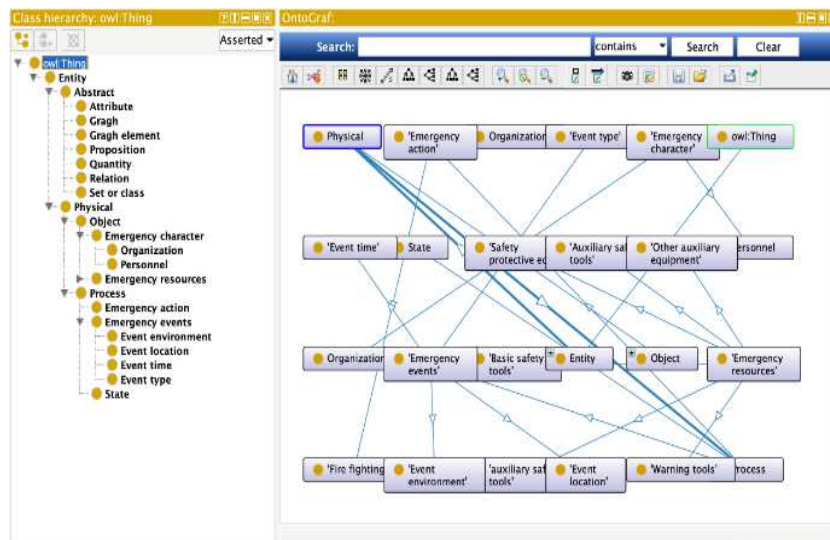 Class hierarchy: owl:Thing
Asserted
owl:Thing
Entity
Abstract
Attribute
Gragh
Gragh element
Proposition
Quantity
Relation
Set or class
Physical
Object
Emergency character
Organization
Personnel
Emergency resources
Process
Emergency action
Emergency events
Event environment
Event location
Event time
Event type
State
OntoGraf:
Search:
contains
Search
Clear
Physical
'Emergency
action'
Organization
'Event type'
'Emergency
character'
owl:Thing
'Event time'
State
'Safety
protective eq
'Auxiliary saf
tools'
'Other auxiliary
equipment'
ersonnel
Organization
'Emergency
events'
'Basic safety
tools'
Entity
Object
'Emergency
resources'
'Fire fighting
'Event
environment'
'auxiliary saf
tools'
'Event
location'
'Warning tools'
rocess